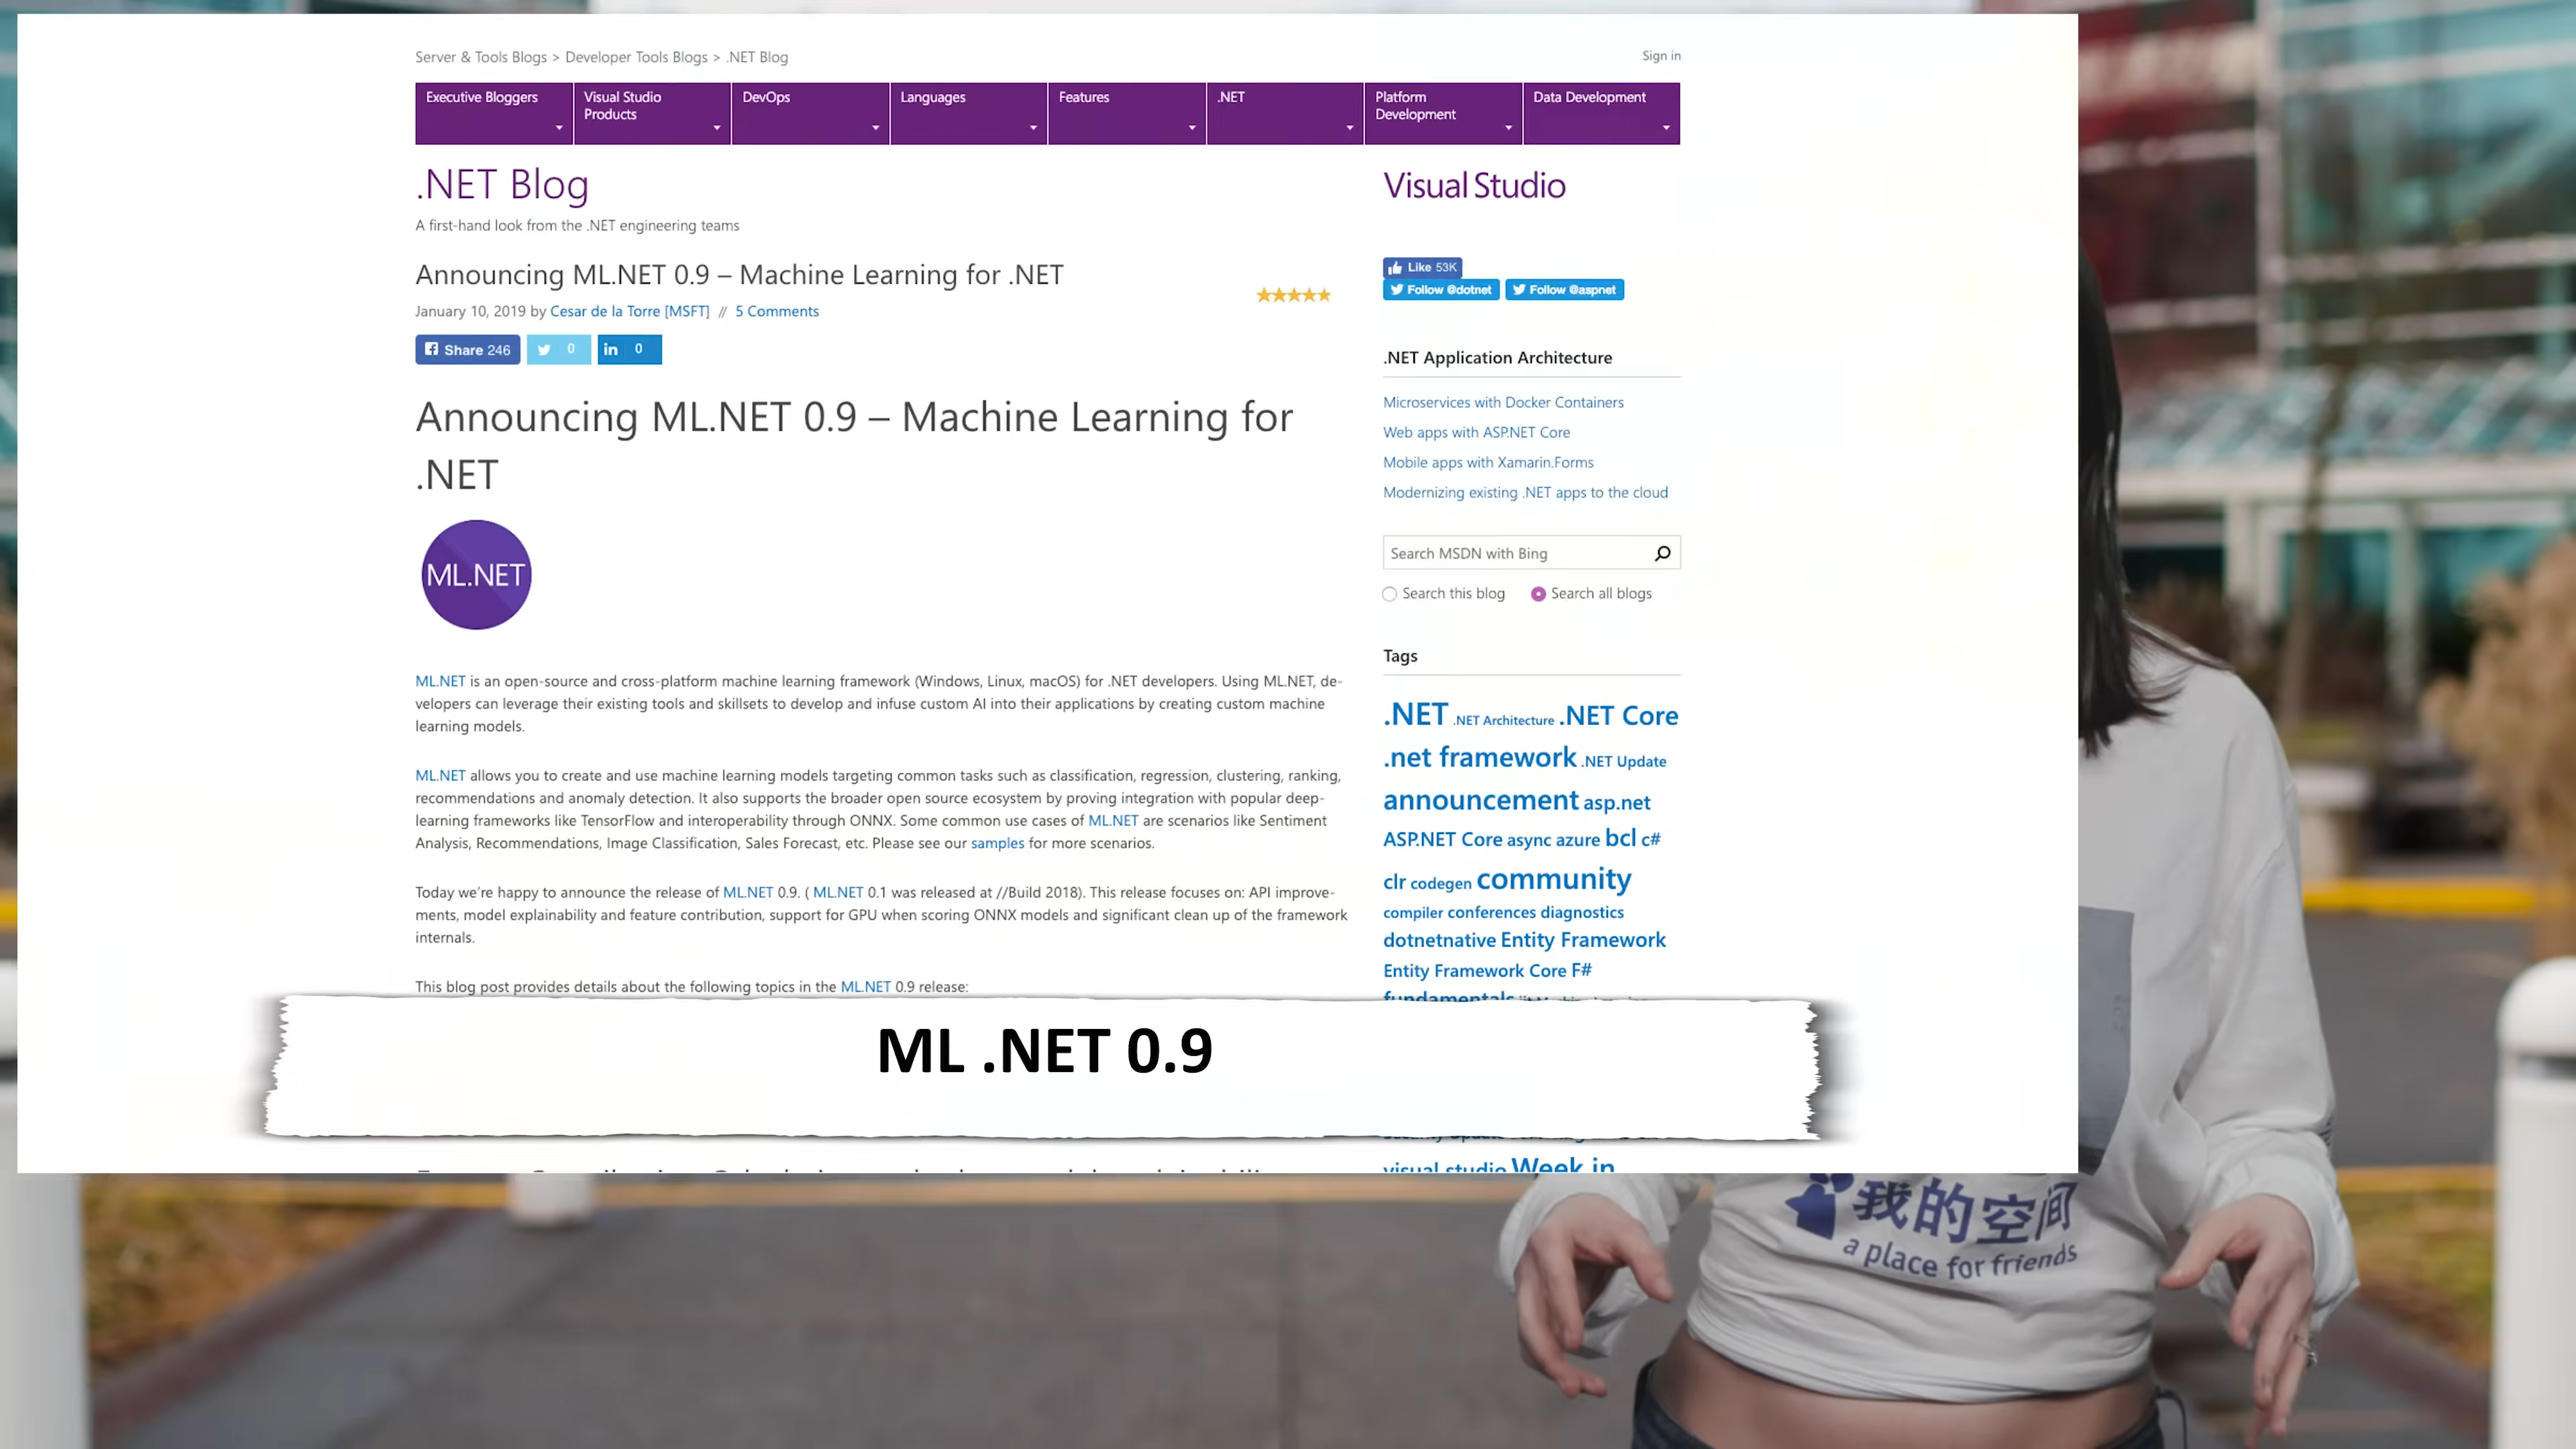 Server & Tools Blogs > Developer Tools Blogs > .NET Blog
Sign in
Executive Bloggers
Visual Studio
Products
DevOps
Languages
Features
.NET
Platform
Development
Data Development
.NET Blog
A first-hand look from the .NET engineering teams
Announcing ML.NET 0.9 – Machine Learning for .NET
January 10, 2019 by Cesar de la Torre [MSFT] // 5 Comments
Share 246
0
in 0
Announcing ML.NET 0.9 – Machine Learning for
.NET
ML.NET
ML.NET is an open-source and cross-platform machine learning framework (Windows, Linux, macOS) for .NET developers. Using ML.NET, de-
velopers can leverage their existing tools and skillsets to develop and infuse custom AI into their applications by creating custom machine
learning models.
ML.NET allows you to create and use machine learning models targeting common tasks such as classification, regression, clustering, ranking,
recommendations and anomaly detection. It also supports the broader open source ecosystem by proving integration with popular deep-
learning frameworks like TensorFlow and interoperability through ONNX. Some common use cases of ML.NET are scenarios like Sentiment
Analysis, Recommendations, Image Classification, Sales Forecast, etc. Please see our samples for more scenarios.
Today we're happy to announce the release of ML.NET 0.9. ( ML.NET 0.1 was released at //Build 2018). This release focuses on: API improve-
ments, model explainability and feature contribution, support for GPU when scoring ONNX models and significant clean up of the framework
internals.
This blog post provides details about the following topics in the ML.NET 0.9 release:
Visual Studio
Like 53K
Follow @dotnet
Follow @aspnet
.NET Application Architecture
Microservices with Docker Containers
Web apps with ASP.NET Core
Mobile apps with Xamarin.Forms
Modernizing existing .NET apps to the cloud
Search MSDN with Bing
Search this blog
Search all blogs
Tags
.NET .NET Architecture .NET Core
.net framework .NET Update
announcement asp.net
ASP.NET Core async azure bcl c#
clr codegen community
compiler conferences diagnostics
dotnetnative Entity Framework
Entity Framework Core F#
fundamentals
visual studio Week in
ML .NET 0.9
我的空间
a place for friends